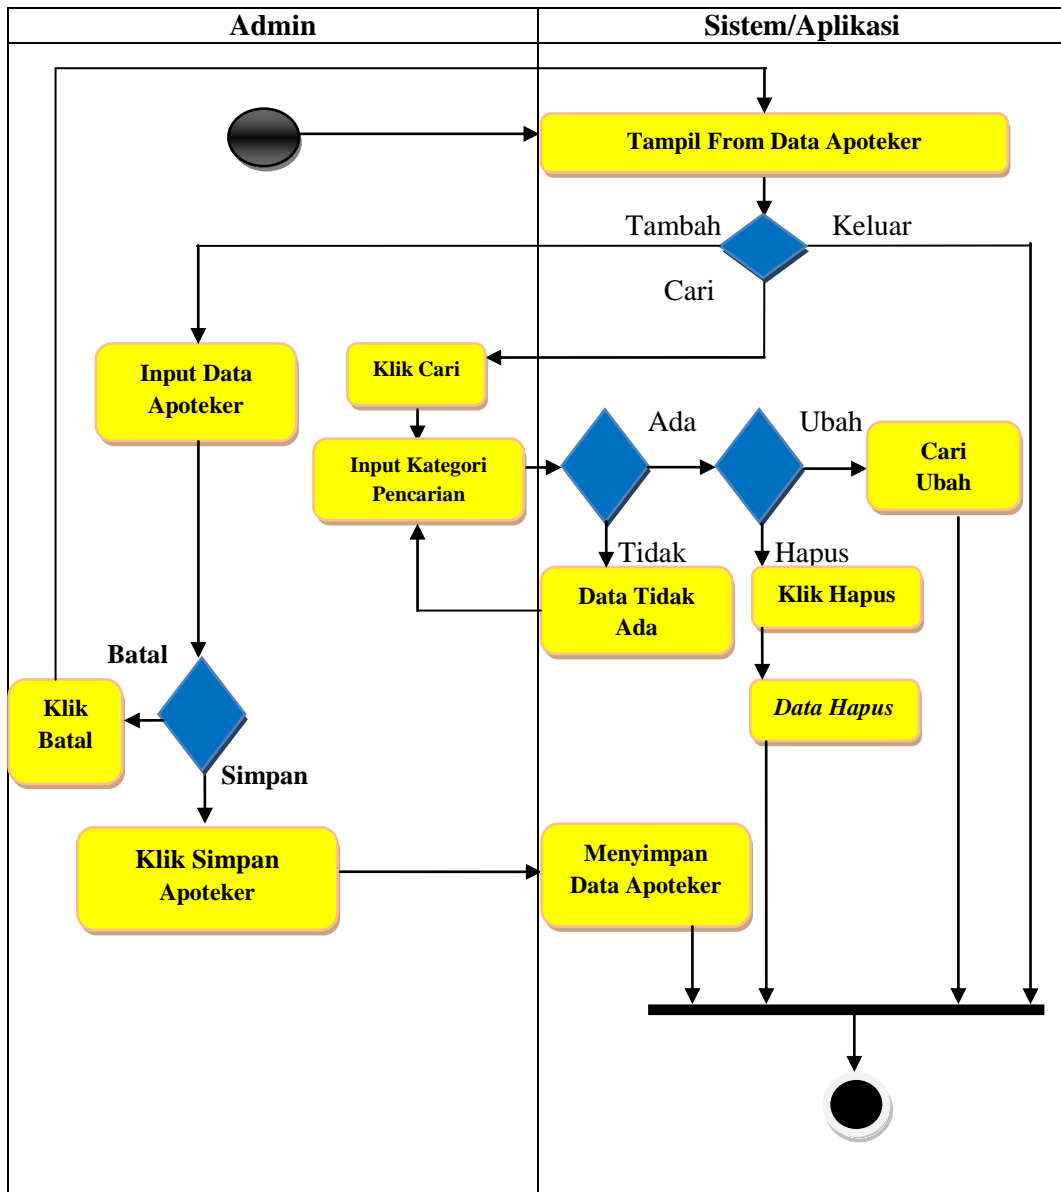 Admin
Sistem/Aplikasi
Tampil From Data Apoteker
Tambah
Keluar
Cari
Input Data
Apoteker
Klik Cari
Input Kategori
Pencarian
Ada
Ubah
Cari
Ubah
Tidak
Hapus
Data Tidak
Ada
Klik Hapus
Batal
Klik
Batal
Data Hapus
Simpan
Klik Simpan
Apoteker
Menyimpan
Data Apoteker